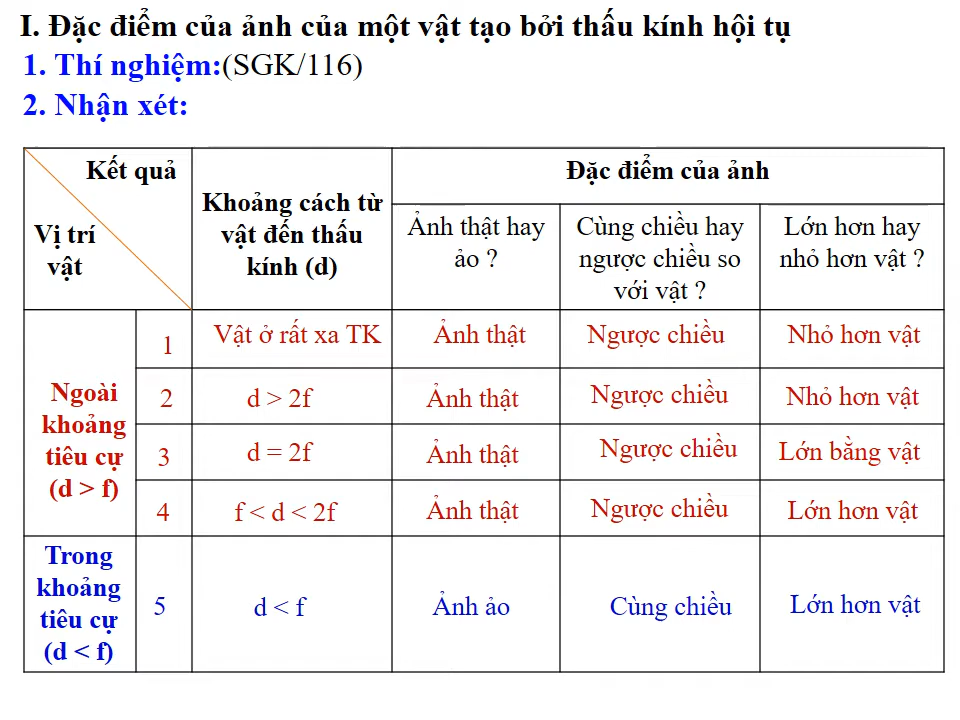 I. Đặc điểm của ảnh của một vật tạo bởi thấu kính hội tụ
1. Thí nghiệm:(SGK/116)
2. Nhận xét:
Kết quả
Vị trí
vật
Khoảng cách từ
vật đến thấu
kính (d)
Đặc điểm của ảnh
Ảnh thật hay
ảo ?
Cùng chiều hay
ngược chiều so
với vật ?
Lớn hơn hay
nhỏ hơn vật ?
Ngoài
khoảng
tiêu cự
(d > f)
1
Vật ở rất xa TK
Ảnh thật
Ngược chiều
Nhỏ hơn vật
2
d > 2f
Ảnh thật
Ngược chiều
Nhỏ hơn vật
3
d = 2f
Ảnh thật
Ngược chiều
Lớn bằng vật
4
f < d < 2f
Ảnh thật
Ngược chiều
Lớn hơn vật
Trong
khoảng
tiêu cự
(d < f)
5
d < f
Ảnh ảo
Cùng chiều
Lớn hơn vật